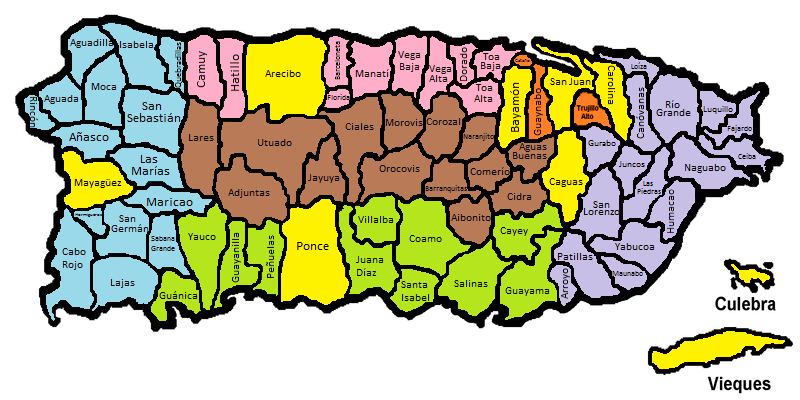 Aguadilla
Isabela
Quebradillas
Camuy
Hatillo
Arecibo
Barceloneta
Manatí
Florida
Vega
Baja
Vega
Alta
Dorado
Toa
Baja
Toa
Alta
Cataño
Bayamón
Guaynabo
San Juan
Trujillo
Alto
Carolina
Loíza
Canóvanas
Río
Grande
Luquillo
Fajardo
Ceiba
Rincón
Aguada
Moca
San
Sebastián
Añasco
Las
Marías
Mayagüez
Maricao
Hormigueros
San
Germán
Sabana
Grande
Cabo
Rojo
Lajas
Lares
Utuado
Adjuntas
Jayuya
Ciales
Morovis
Corozal
Naranjito
Orocovis
Barranquitas
Comerío
Aguas
Buenas
Cidra
Aibonito
Caguas
Gurabo
Juncos
Las
Piedras
Naguabo
Humacao
San
Lorenzo
Yabucoa
Maunabo
Patillas
Arroyo
Guánica
Yauco
Guayanilla
Peñuelas
Ponce
Villalba
Juana
Díaz
Coamo
Santa
Isabel
Salinas
Cayey
Guayama
Culebra
Vieques